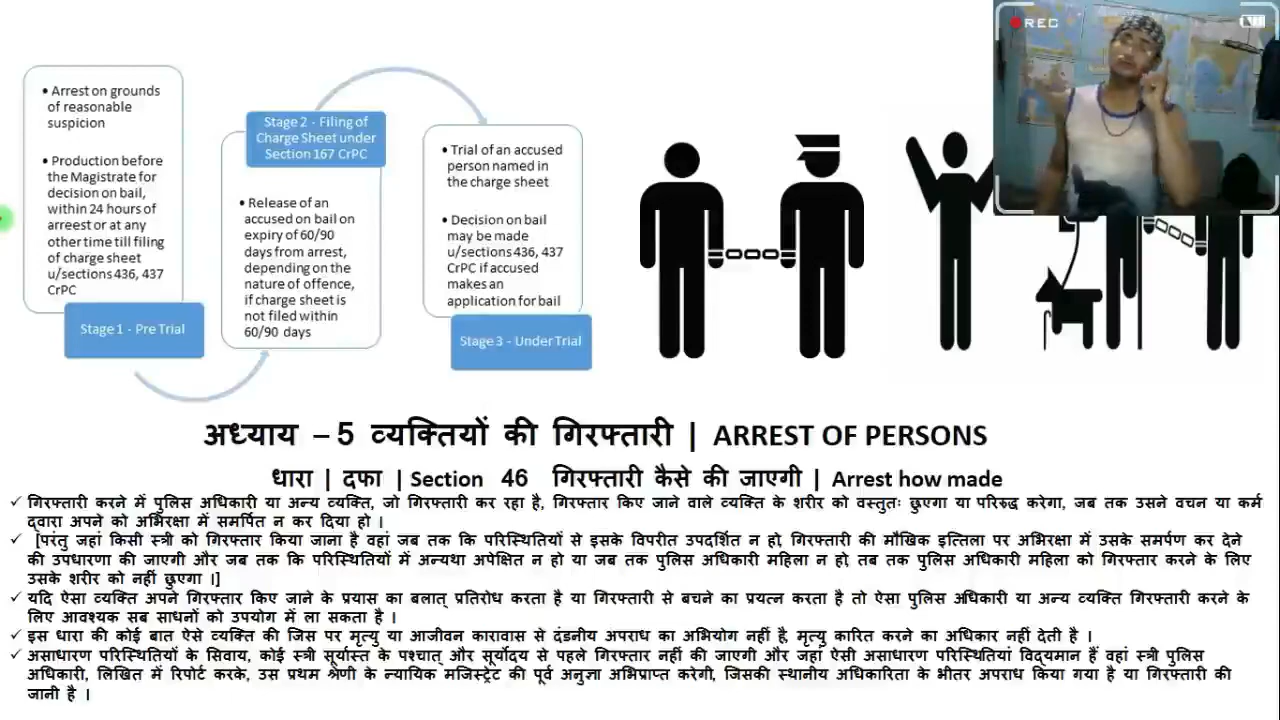 REC
• Arrest on grounds
of reasonable
suspicion
• Production before
the Magistrate for
decision on bail,
within 24 hours of
arreest or at any
other time till filing
of charge sheet
u/sections 436, 437
CrPC
Stage 1 - Pre Trial
Stage 2 - Filing of
Charge Sheet under
Section 167 CrPC
• Release of an
accused on bail on
expiry of 60/90
days from arrest,
depending on the
nature of offence,
if charge sheet is
not filed within
60/90 days
• Trial of an accused
person named in
the charge sheet
• Decision on bail
may be made
u/sections 436, 437
CrPC if accused
makes an
application for bail
Stage 3 - Under Trial
अध्याय – 5 व्यक्तियों की गिरफ्तारी | ARREST OF PERSONS
धारा | दफा | Section 46 गिरफ्तारी कैसे की जाएगी | Arrest how made
✓ गिरफ्तारी करने में पुलिस अधिकारी या अन्य व्यक्ति, जो गिरफ्तारी कर रहा है, गिरफ्तार किए जाने वाले व्यक्ति के शरीर को वस्तुतः छुएगा या परिरुद्ध करेगा, जब तक उसने वचन या कर्म
द्वारा अपने को अभिरक्षा में समर्पित न कर दिया हो ।
✓ [परंतु जहां किसी स्त्री को गिरफ्तार किया जाना है वहां जब तक कि परिस्थितियों से इसके विपरीत उपदर्शित न हो, गिरफ्तारी की मौखिक इत्तिला पर अभिरक्षा में उसके समर्पण कर देने
की उपधारणा की जाएगी और जब तक कि परिस्थितियों में अन्यथा अपेक्षित न हो या जब तक पुलिस अधिकारी महिला न हो, तब तक पुलिस अधिकारी महिला को गिरफ्तार करने के लिए
उसके शरीर को नहीं छुएगा ।]
✓ यदि ऐसा व्यक्ति अपने गिरफ्तार किए जाने के प्रयास का बलात् प्रतिरोध करता है या गिरफ्तारी से बचने का प्रयत्न करता है तो ऐसा पुलिस अधिकारी या अन्य व्यक्ति गिरफ्तारी करने के
लिए आवश्यक सब साधनों को उपयोग में ला सकता है ।
✓ इस धारा की कोई बात ऐसे व्यक्ति की जिस पर मृत्यु या आजीवन कारावास से दंडनीय अपराध का अभियोग नहीं है, मृत्यु कारित करने का अधिकार नहीं देती है ।
✓ असाधारण परिस्थितियों के सिवाय, कोई स्त्री सूर्यास्त के पश्चात् और सूर्योदय से पहले गिरफ्तार नहीं की जाएगी और जहां ऐसी असाधारण परिस्थितियां विद्यमान हैं वहां स्त्री पुलिस
अधिकारी, लिखित में रिपोर्ट करके, उस प्रथम श्रेणी के न्यायिक मजिस्ट्रेट की पूर्व अनुज्ञा अभिप्राप्त करेगी, जिसकी स्थानीय अधिकारिता के भीतर अपराध किया गया है या गिरफ्तारी की
जानी है ।